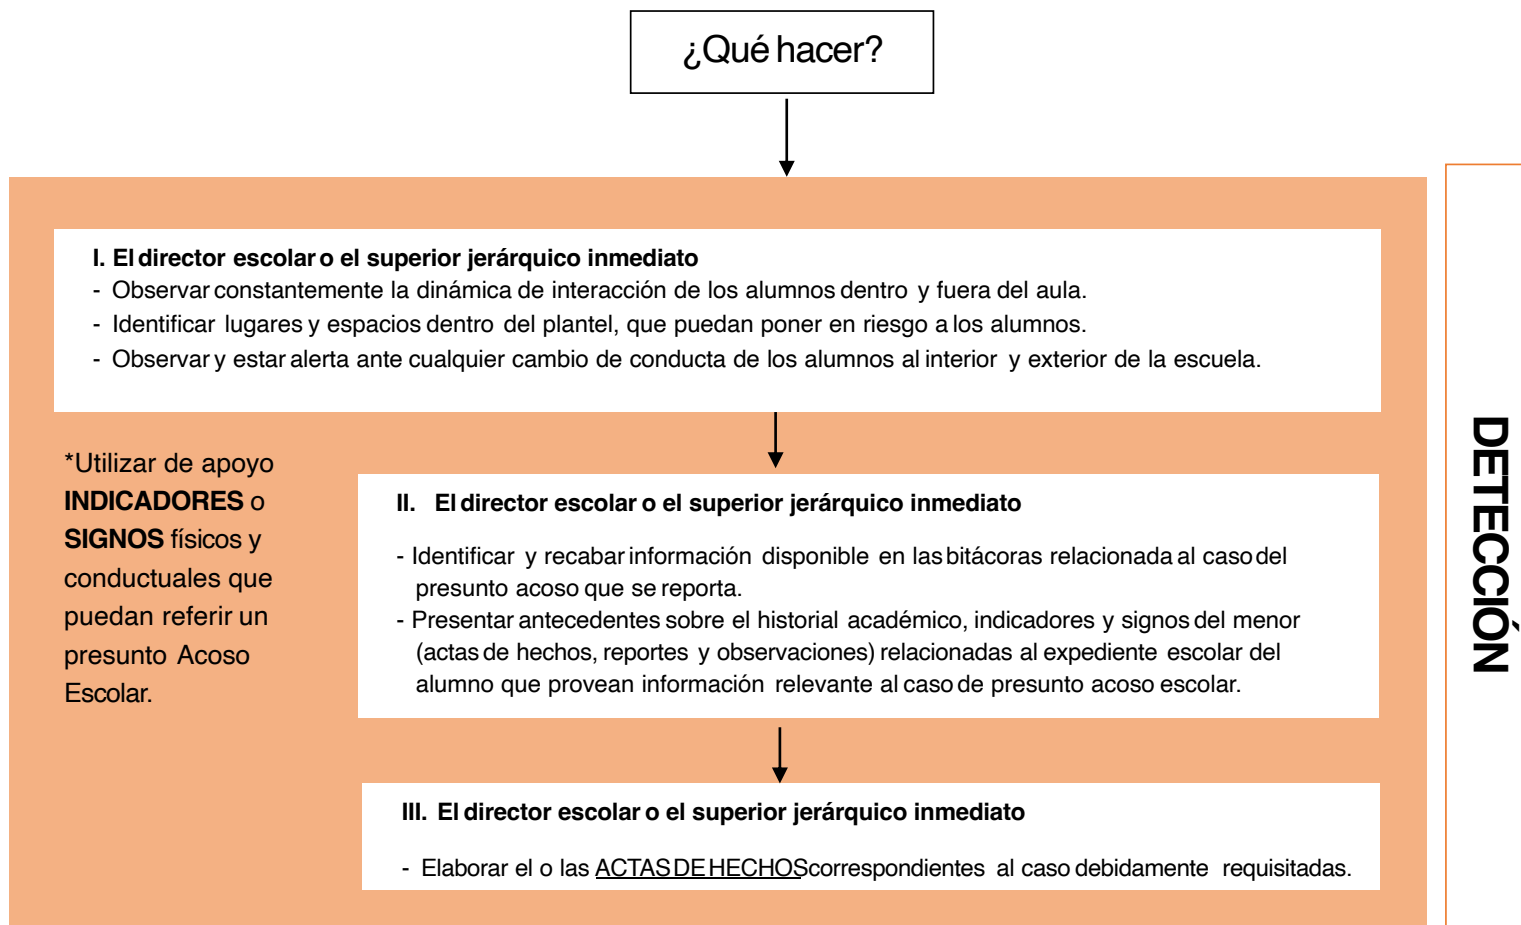 ¿Qué hacer?
I. El director escolar o el superior jerárquico inmediato
- Observar constantemente la dinámica de interacción de los alumnos dentro y fuera del aula.
- Identificar lugares y espacios dentro del plantel, que puedan poner en riesgo a los alumnos.
- Observar y estar alerta ante cualquier cambio de conducta de los alumnos al interior y exterior de la escuela.
*Utilizar de apoyo
INDICADORES o
SIGNOS físicos y
conductuales que
puedan referir un
presunto Acoso
Escolar.
II. El director escolar o el superior jerárquico inmediato
- Identificar y recabar información disponible en las bitácoras relacionada al caso del
presunto acoso que se reporta.
- Presentar antecedentes sobre el historial académico, indicadores y signos del menor
(actas de hechos, reportes y observaciones) relacionadas al expediente escolar del
alumno que provean información relevante al caso de presunto acoso escolar.
III. El director escolar o el superior jerárquico inmediato
- Elaborar el o las ACTAS DE HECHOS correspondientes al caso debidamente requisitadas.
DETECCIÓN